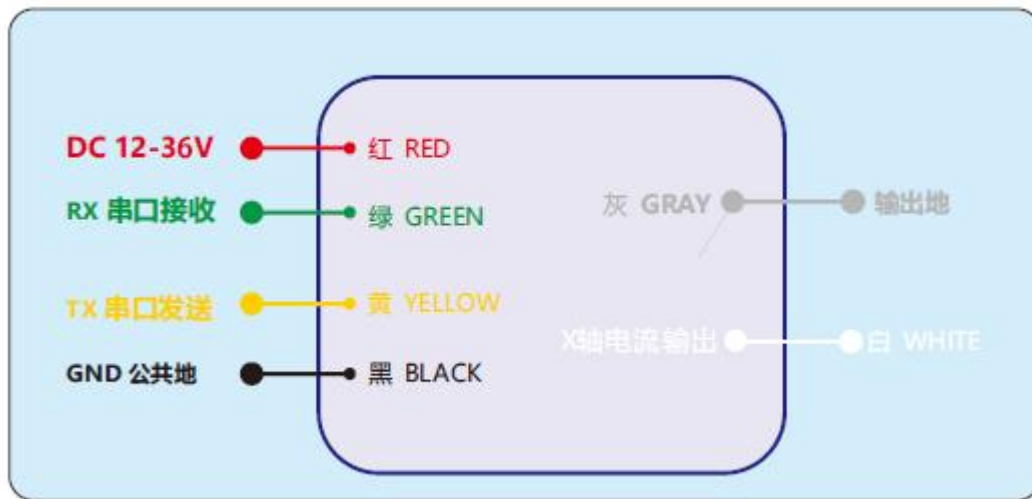 DC 12-36V 红 RED
RX 串口接收 绿 GREEN
灰 GRAY 输出地
TX 串口发送 黄 YELLOW
X轴电流输出 白 WHITE
GND 公共地 黑 BLACK